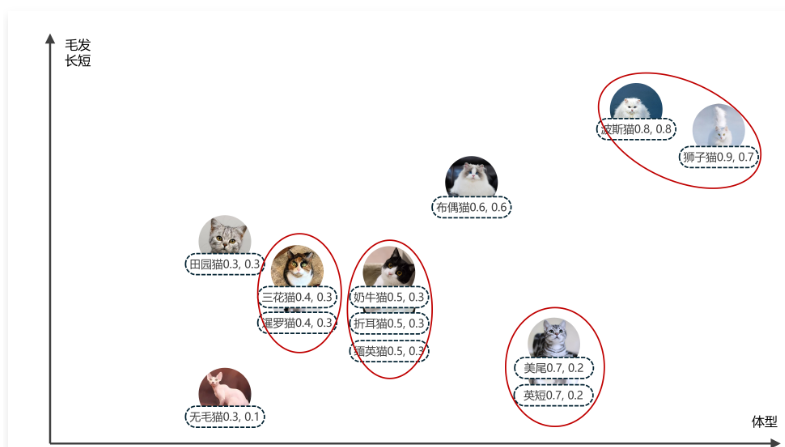 毛发
长短
波斯猫0.8, 0.8
狮子猫0.9, 0.7
布偶猫0.6, 0.6
田园猫0.3, 0.3
三花猫0.4, 0.3
暹罗猫0.4, 0.3
奶牛猫0.5, 0.3
折耳猫0.5, 0.3
缅英猫0.5, 0.3
美尾0.7, 0.2
英短0.7, 0.2
无毛猫0.3, 0.1
体型